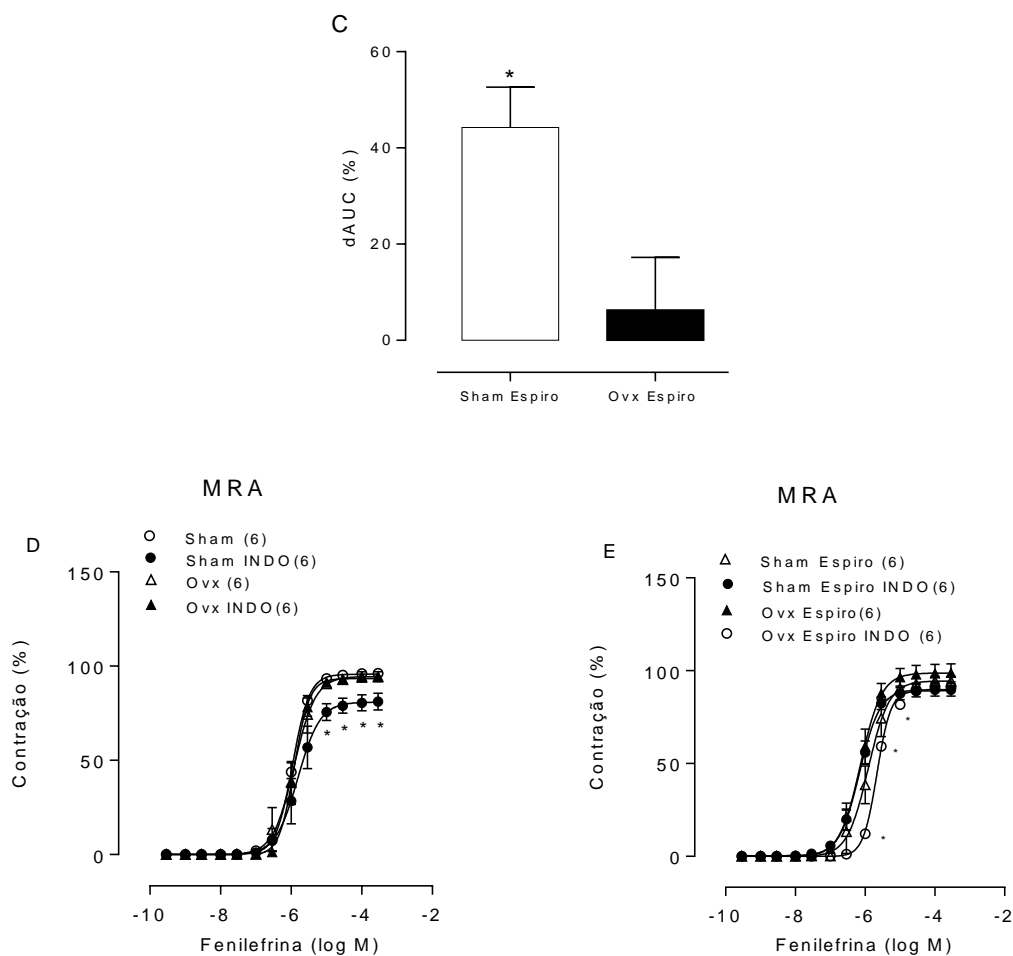 C
60
40
20
0
dAUC (%)
*
Sham Espiro
Ovx Espiro
MRA
D
Sham (6)
Sham INDO(6)
Ovx (6)
Ovx INDO(6)
150
100
50
0
Contração (%)
* * * *
-10 -8 -6 -4 -2
Fenilefrina (log M)
MRA
E
Sham Espiro (6)
Sham Espiro INDO(6)
Ovx Espiro(6)
Ovx Espiro INDO (6)
150
100
50
0
Contração (%)
*
*
*
-10 -8 -6 -4 -2
Fenilefrina (log M)